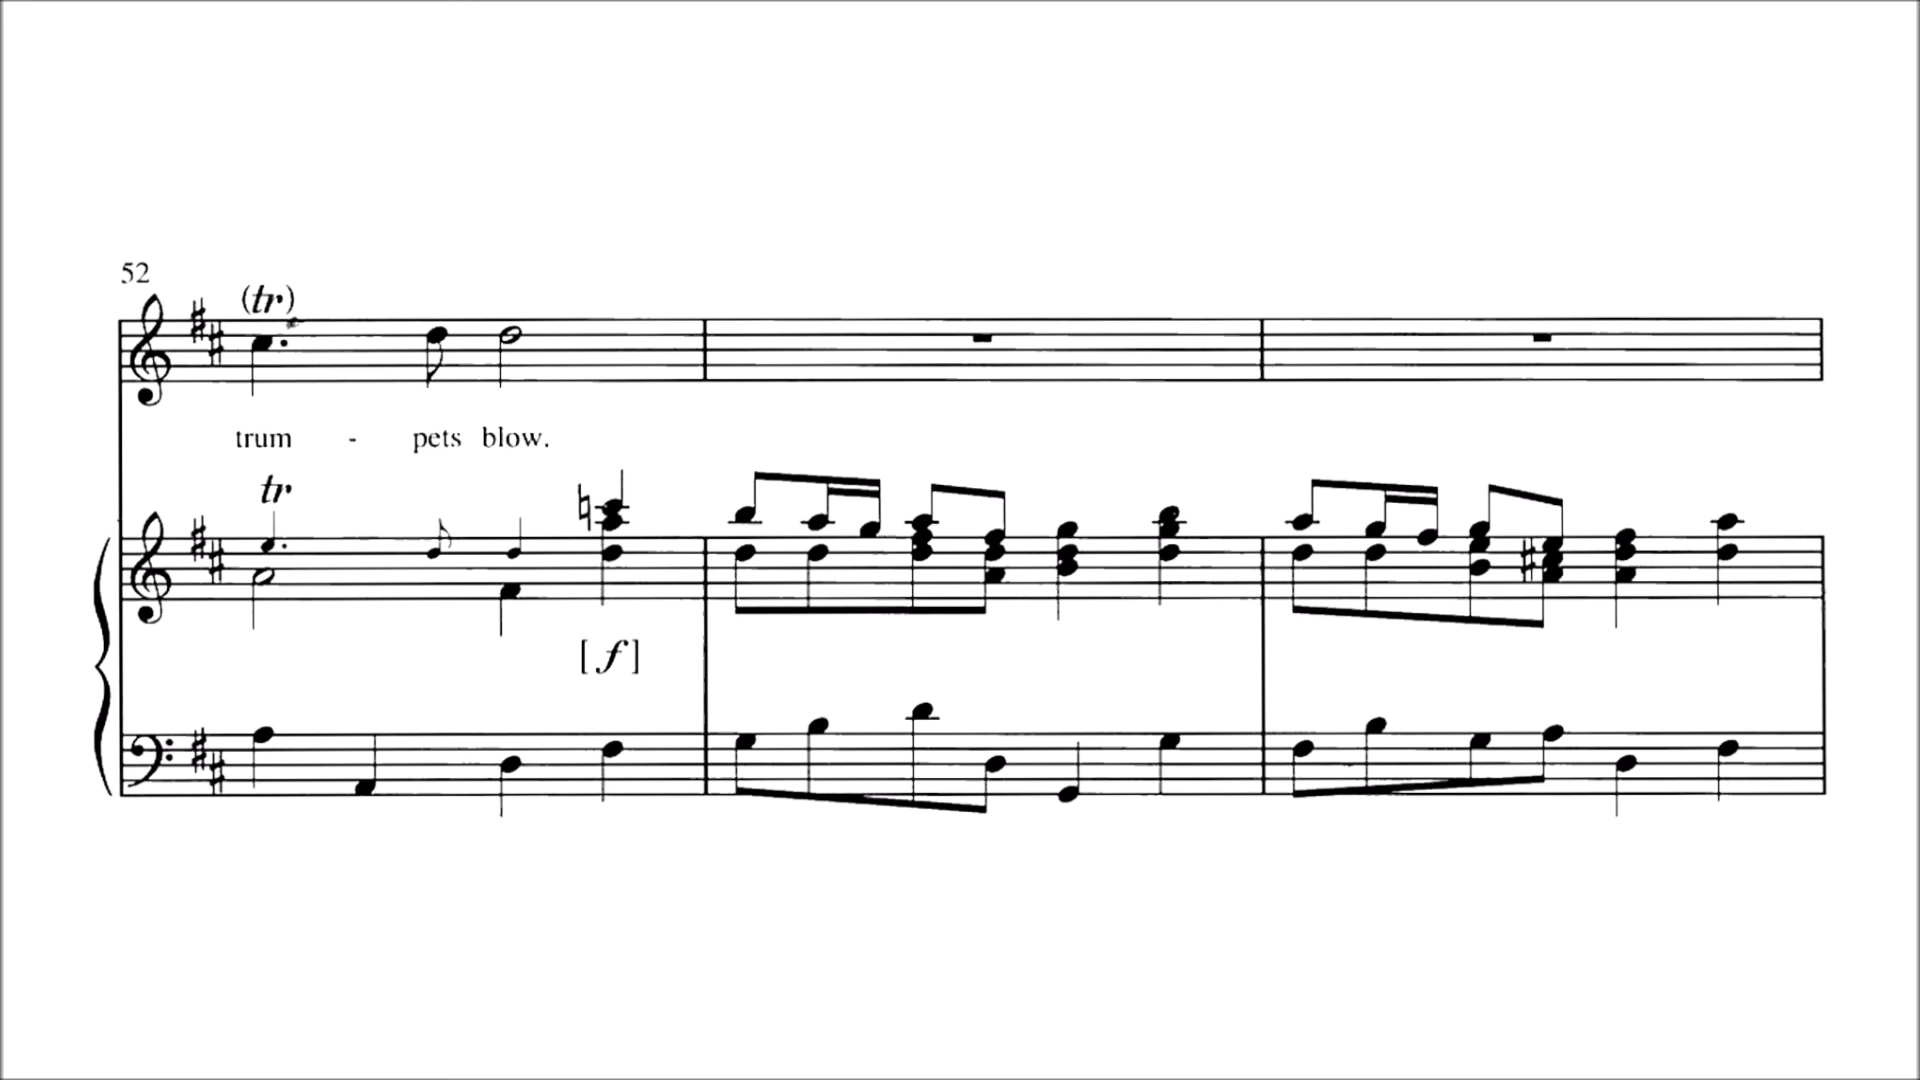 52
(tr)
trum - pets blow.
tr
[f]